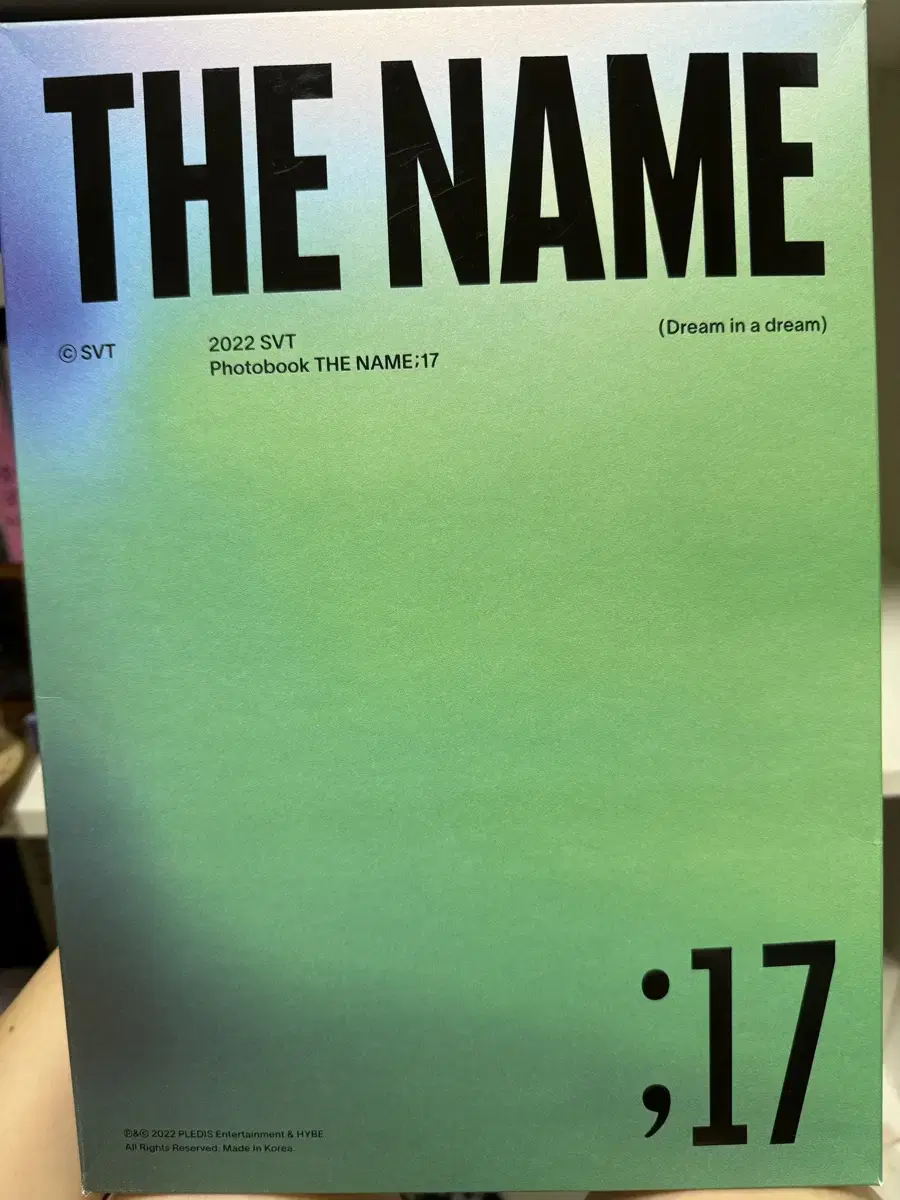 THE NAME
(Dream in a dream)
© SVT
2022 SVT
Photobook THE NAME;17
;17
℗&© 2022 PLEDIS Entertainment & HYBE
All Rights Reserved. Made in Korea.